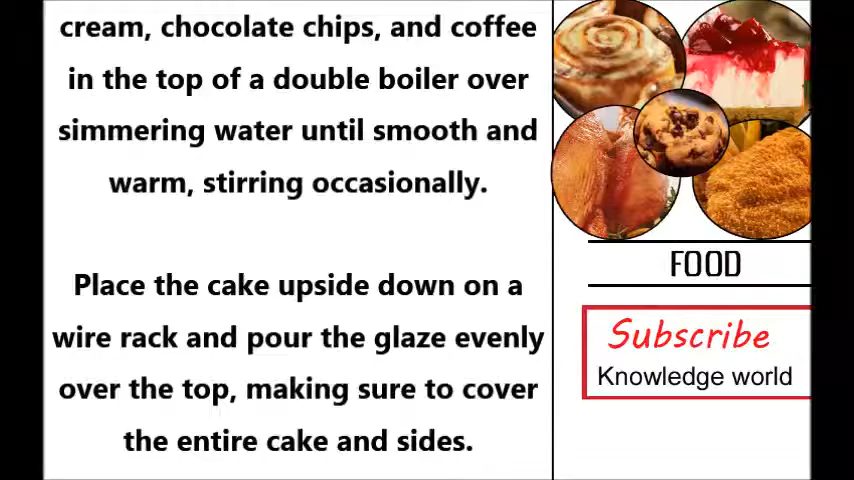 cream, chocolate chips, and coffee
in the top of a double boiler over
simmering water until smooth and
warm, stirring occasionally.
Place the cake upside down on a
wire rack and pour the glaze evenly
over the top, making sure to cover
the entire cake and sides.
FOOD
Subscribe
Knowledge world